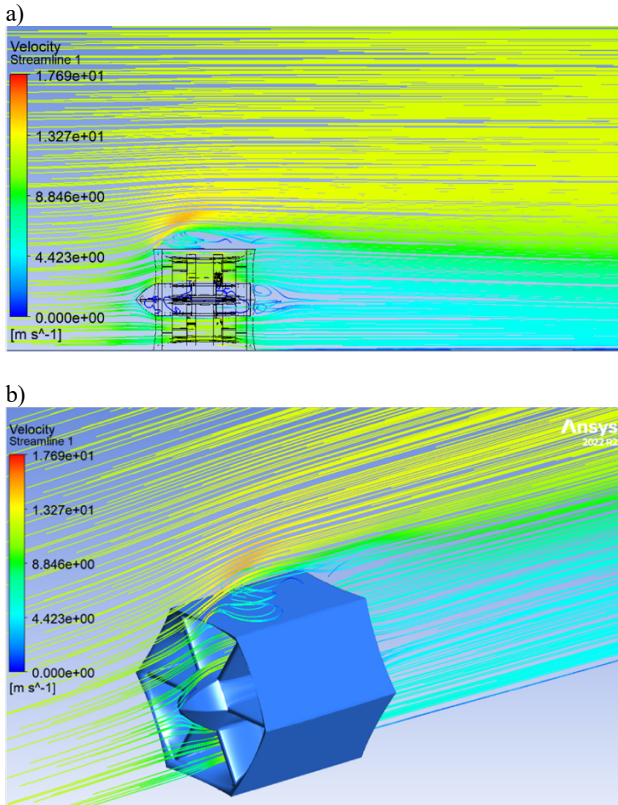 a)
Velocity
Streamline 1
1.769e+01
1.327e+01
8.846e+00
4.423e+00
0.000e+00
[m s^-1]
b)
Velocity
Streamline 1
Ansys
2022 R2
1.769e+01
1.327e+01
8.846e+00
4.423e+00
0.000e+00
[m s^-1]